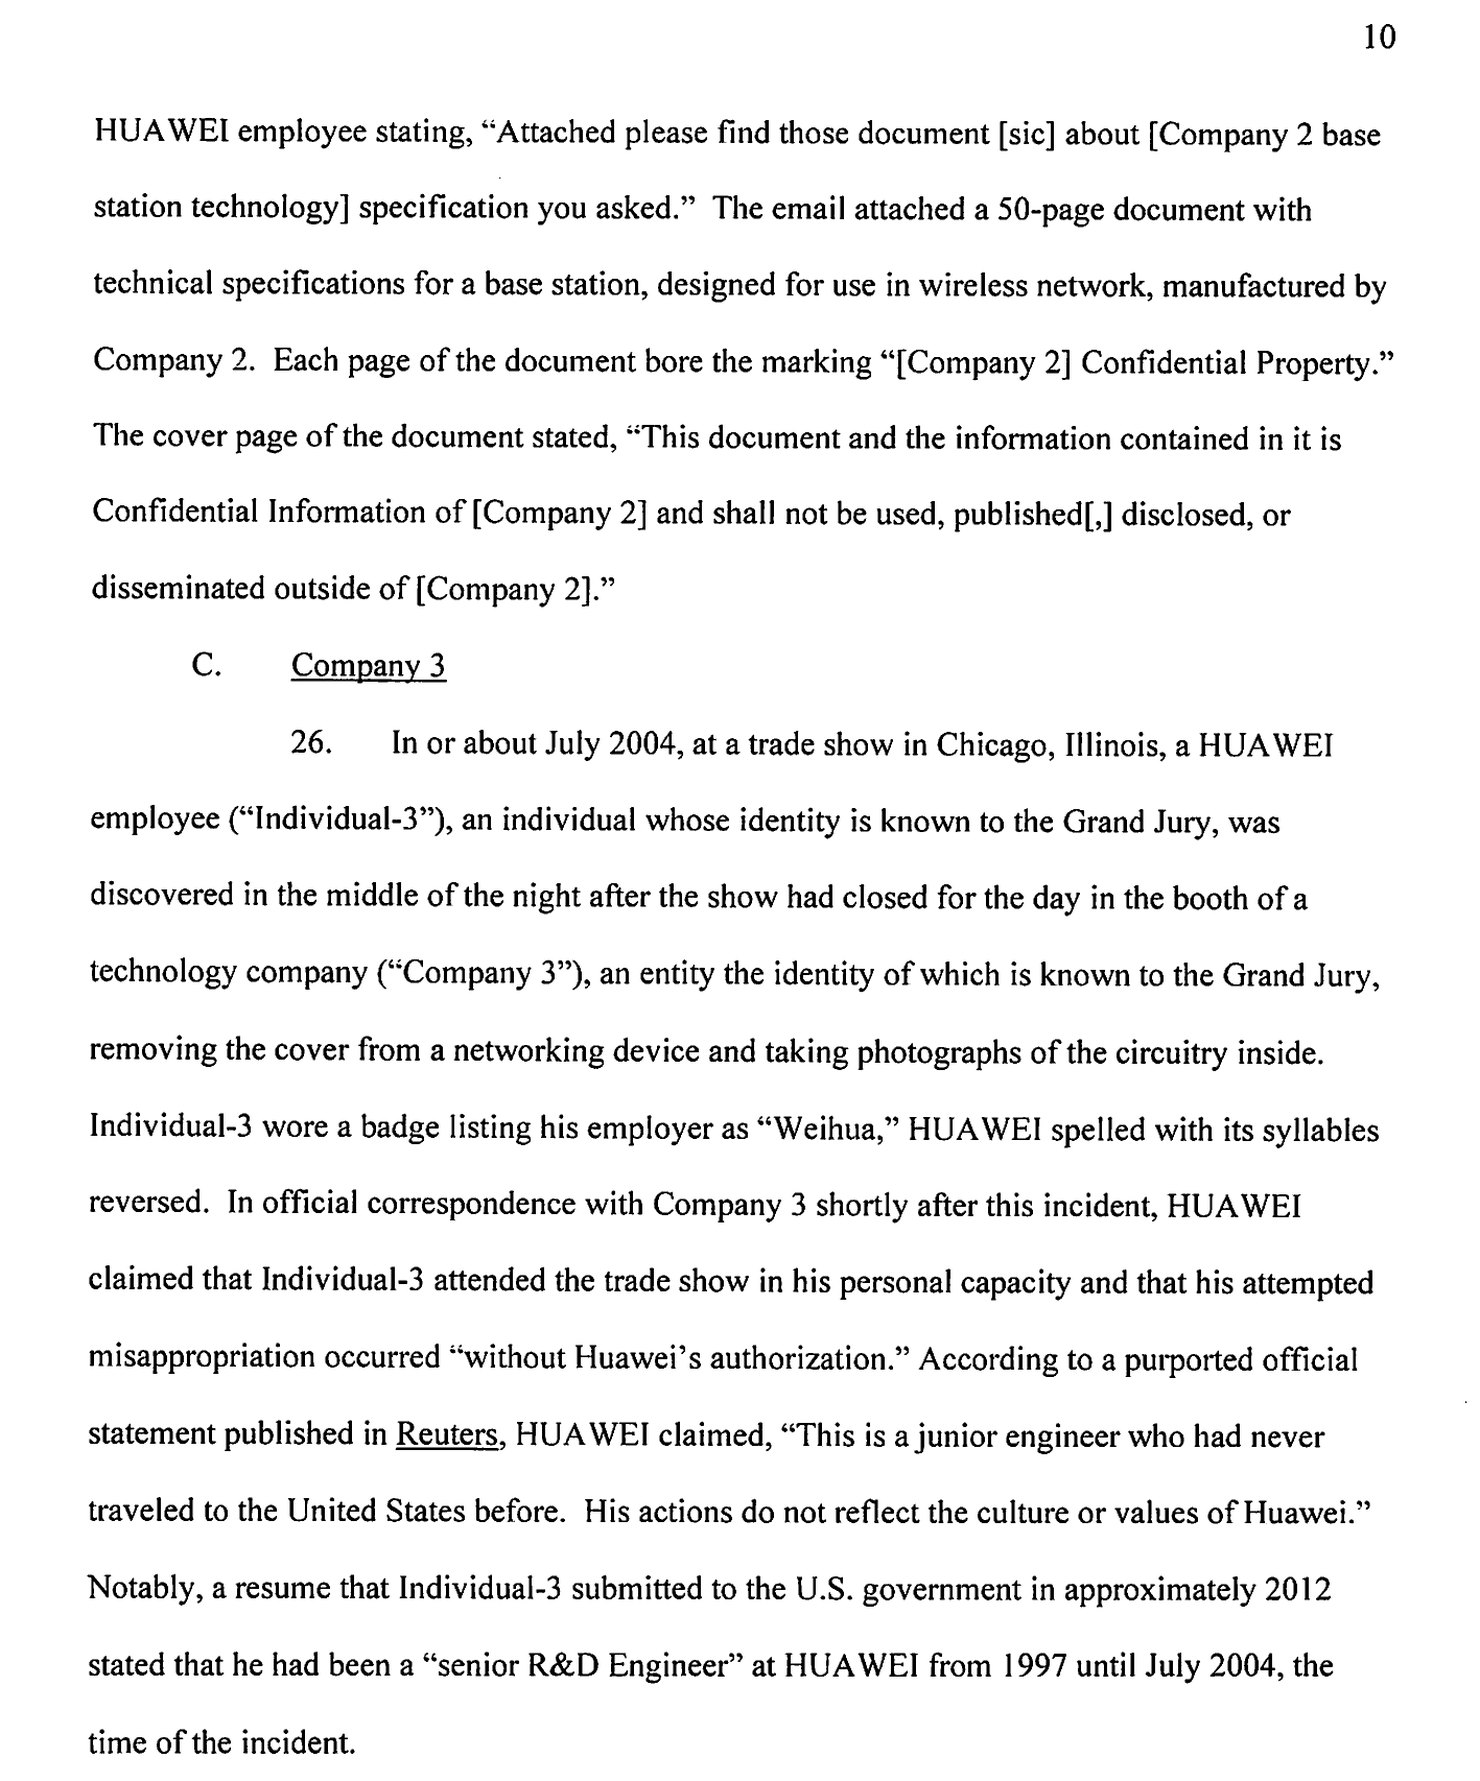 10
HUAWEI employee stating, “Attached please find those document [sic] about [Company 2 base
station technology] specification you asked.” The email attached a 50-page document with
technical specifications for a base station, designed for use in wireless network, manufactured by
Company 2. Each page of the document bore the marking “[Company 2] Confidential Property.”
The cover page of the document stated, “This document and the information contained in it is
Confidential Information of [Company 2] and shall not be used, published[,] disclosed, or
disseminated outside of [Company 2].”
C. Company 3
26. In or about July 2004, at a trade show in Chicago, Illinois, a HUAWEI
employee (“Individual-3”), an individual whose identity is known to the Grand Jury, was
discovered in the middle of the night after the show had closed for the day in the booth of a
technology company (“Company 3”), an entity the identity of which is known to the Grand Jury,
removing the cover from a networking device and taking photographs of the circuitry inside.
Individual-3 wore a badge listing his employer as “Weihua,” HUAWEI spelled with its syllables
reversed. In official correspondence with Company 3 shortly after this incident, HUAWEI
claimed that Individual-3 attended the trade show in his personal capacity and that his attempted
misappropriation occurred “without Huawei’s authorization.” According to a purported official
statement published in Reuters, HUAWEI claimed, “This is a junior engineer who had never
traveled to the United States before. His actions do not reflect the culture or values of Huawei.”
Notably, a resume that Individual-3 submitted to the U.S. government in approximately 2012
stated that he had been a “senior R&D Engineer” at HUAWEI from 1997 until July 2004, the
time of the incident.